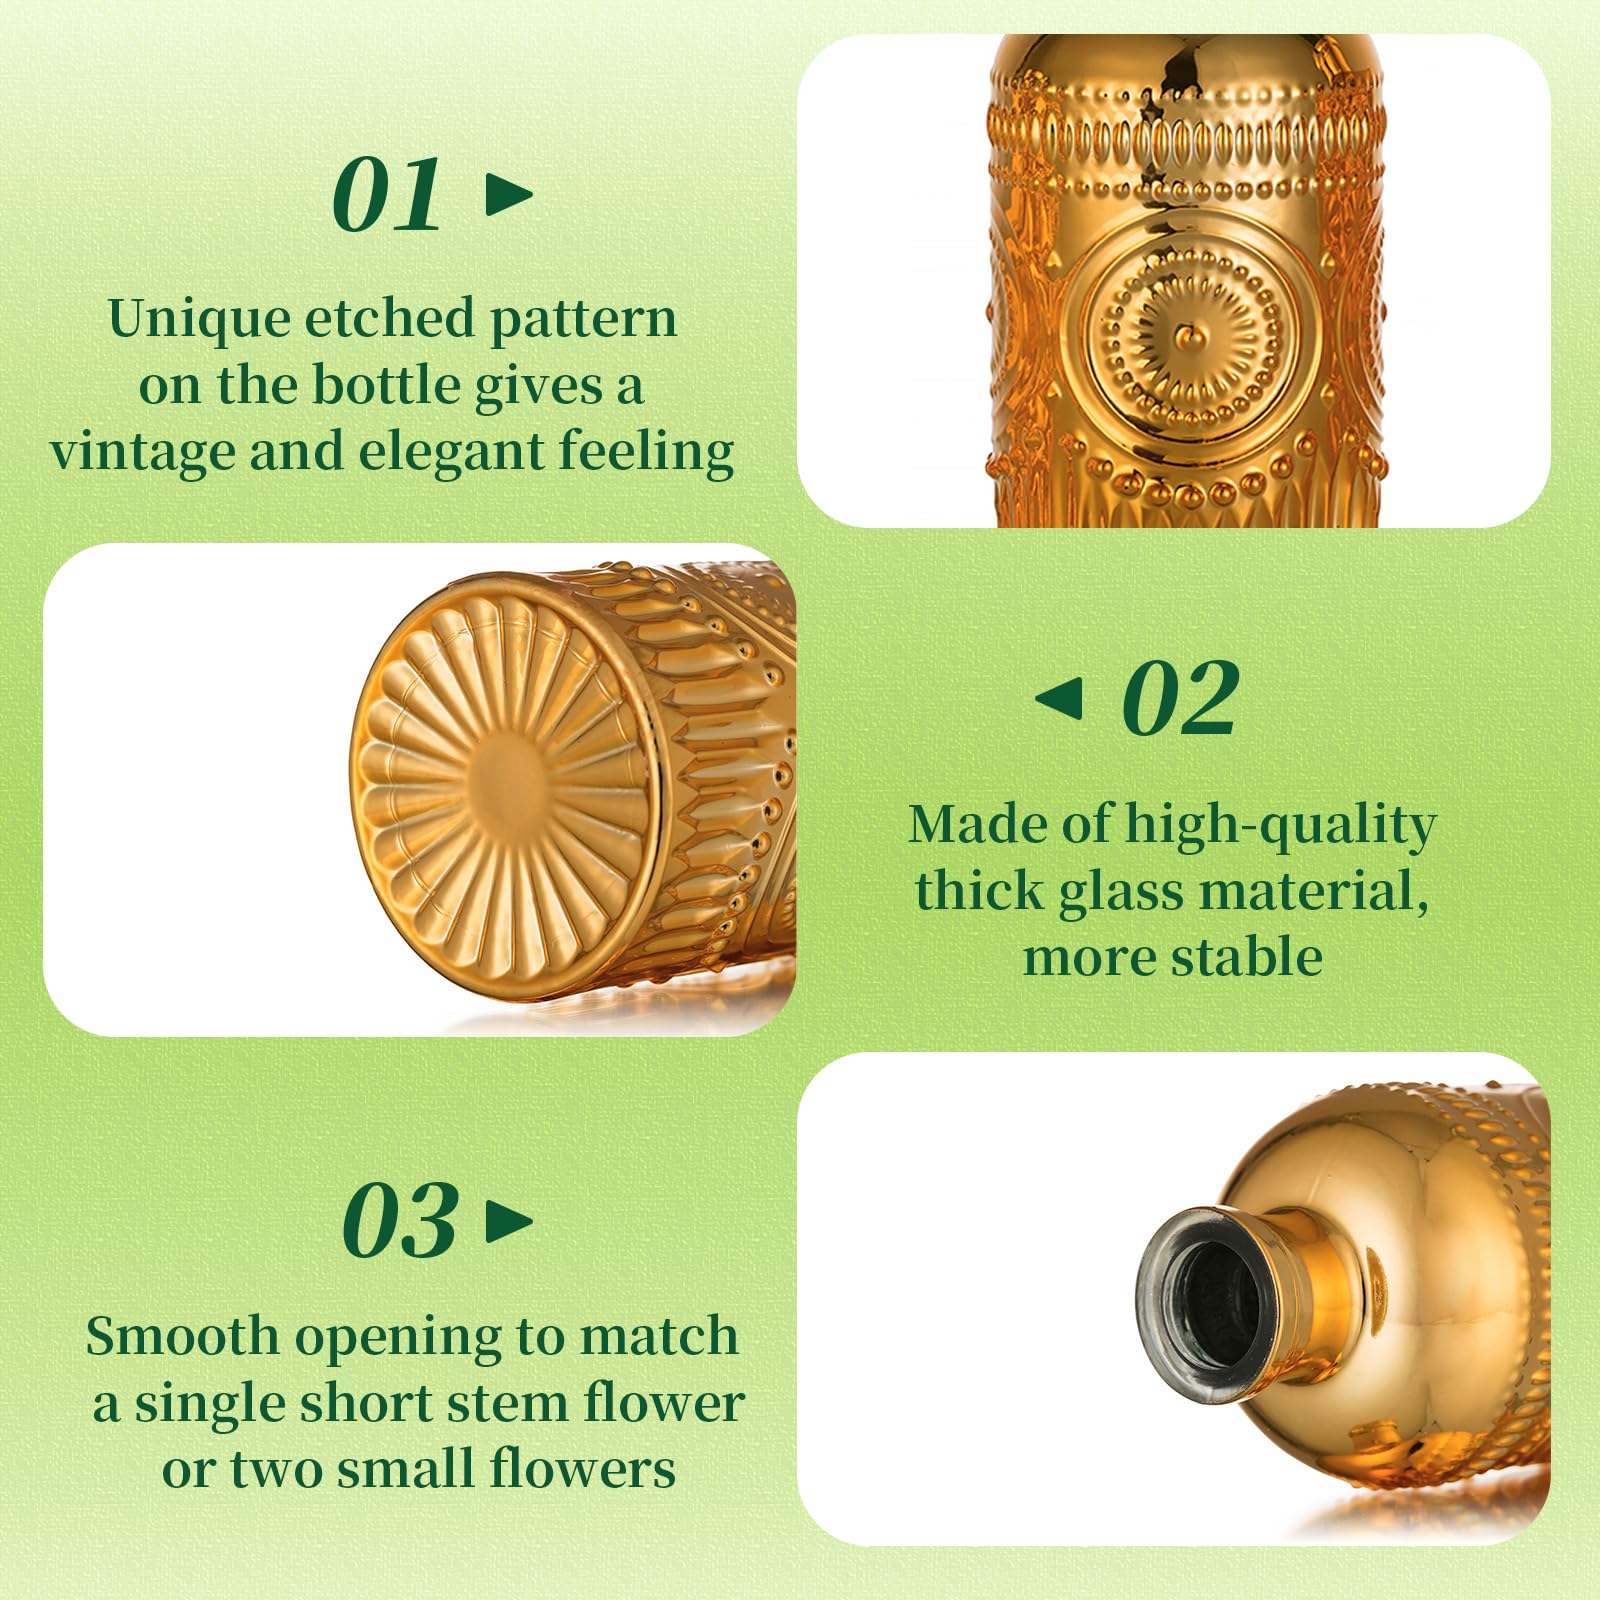 01
Unique etched pattern
on the bottle gives a
vintage and elegant feeling
02
Made of high-quality
thick glass material,
more stable
03
Smooth opening to match
a single short stem flower
or two small flowers